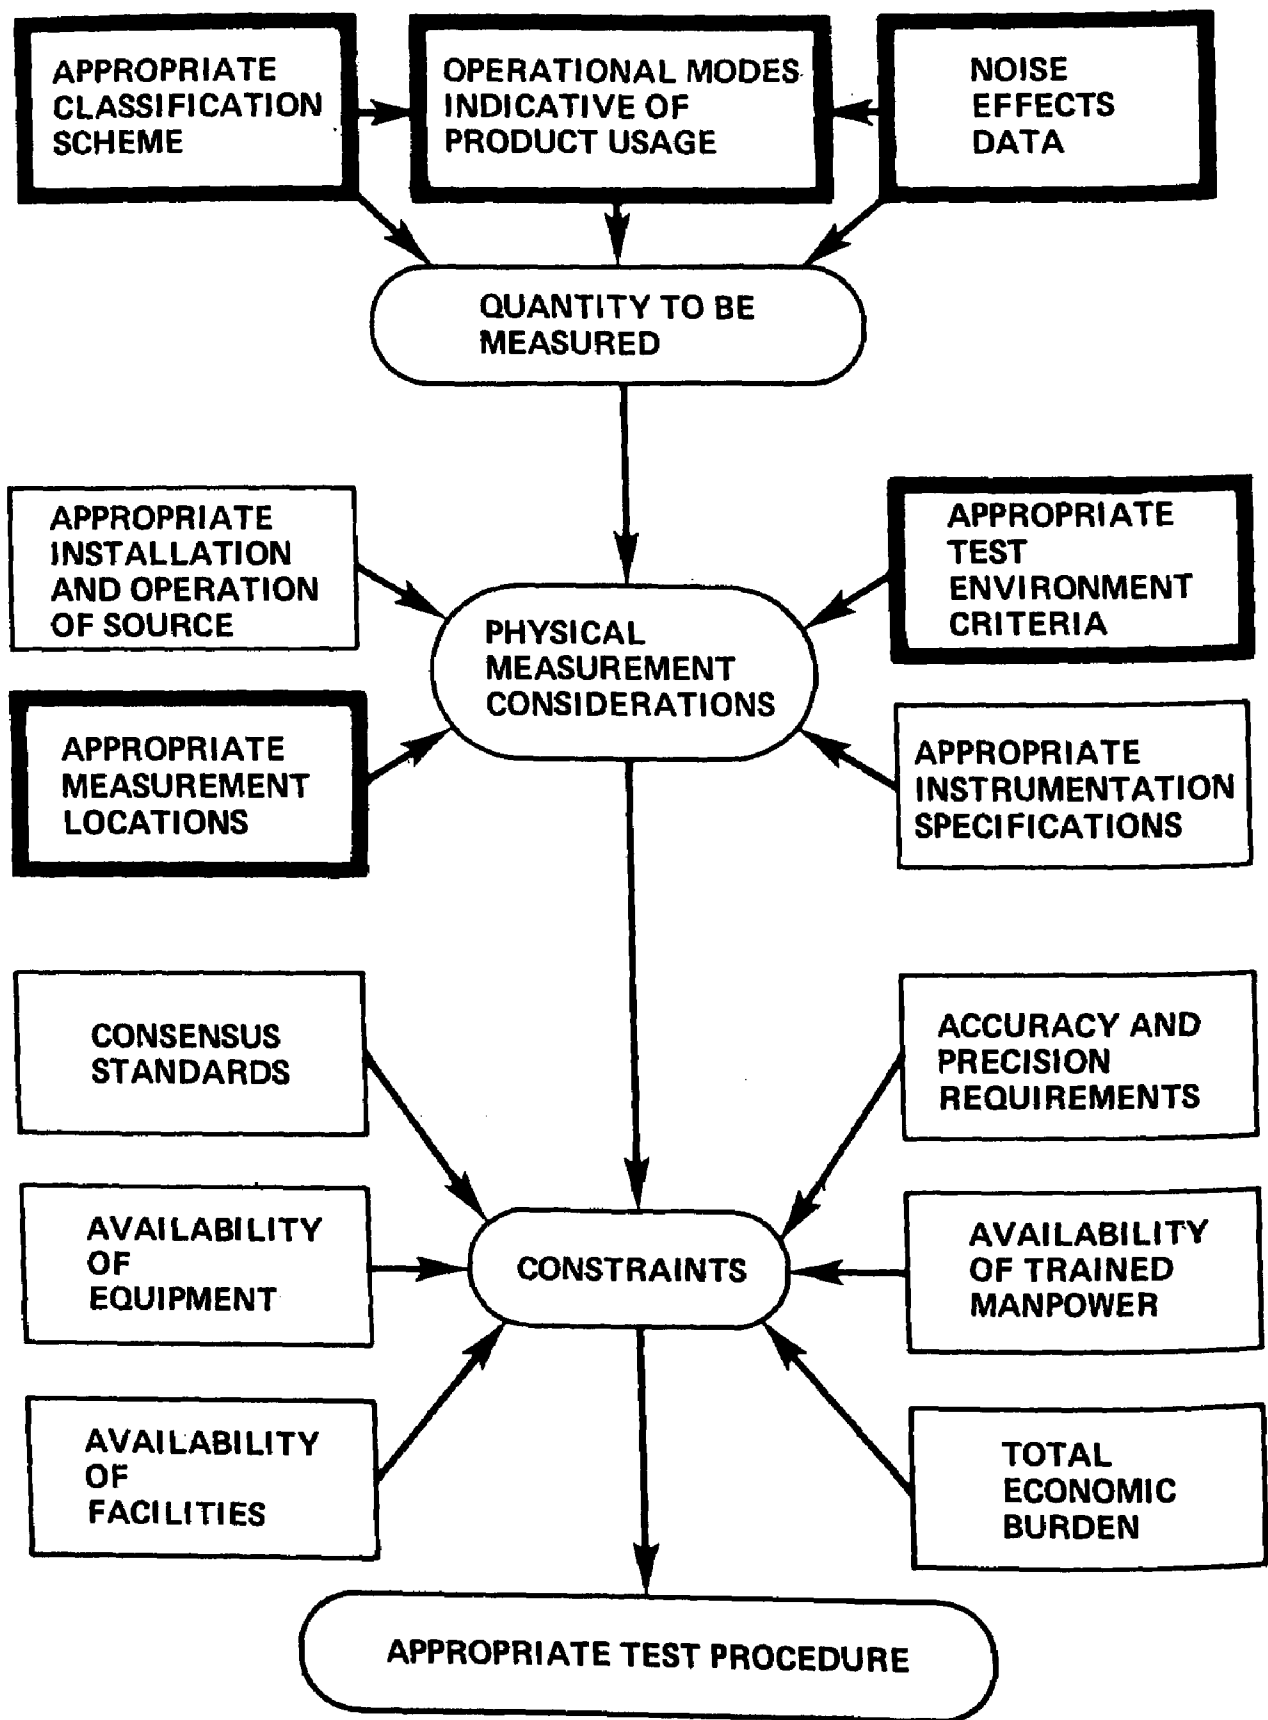 APPROPRIATE
CLASSIFICATION
SCHEME
OPERATIONAL MODES
INDICATIVE OF
PRODUCT USAGE
NOISE
EFFECTS
DATA
QUANTITY TO BE
MEASURED
APPROPRIATE
INSTALLATION
AND OPERATION
OF SOURCE
APPROPRIATE
TEST
ENVIRONMENT
CRITERIA
PHYSICAL
MEASUREMENT
CONSIDERATIONS
APPROPRIATE
MEASUREMENT
LOCATIONS
APPROPRIATE
INSTRUMENTATION
SPECIFICATIONS
CONSENSUS
STANDARDS
ACCURACY AND
PRECISION
REQUIREMENTS
AVAILABILITY
OF
EQUIPMENT
CONSTRAINTS
AVAILABILITY
OF TRAINED
MANPOWER
AVAILABILITY
OF
FACILITIES
TOTAL
ECONOMIC
BURDEN
APPROPRIATE TEST PROCEDURE